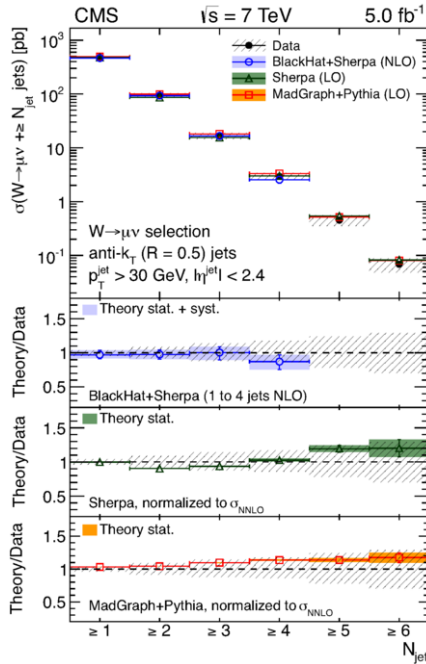 CMS √s = 7 TeV 5.0 fb⁻¹
σ(W→μν +≥ N_jet jets) [pb]
10⁴
10³
10²
10
1
10⁻¹
Data
BlackHat+Sherpa (NLO)
Sherpa (LO)
MadGraph+Pythia (LO)
W→μν selection
anti-k_T (R = 0.5) jets
p_T^jet > 30 GeV, |η^jet| < 2.4
Theory/Data
1.5
1
0.5
Theory stat. + syst.
BlackHat+Sherpa (1 to 4 jets NLO)
Theory/Data
1.5
1
0.5
Theory stat.
Sherpa, normalized to σ_NNLO
Theory/Data
1.5
1
0.5
Theory stat.
MadGraph+Pythia, normalized to σ_NNLO
≥ 1 ≥ 2 ≥ 3 ≥ 4 ≥ 5 ≥ 6
N_jet